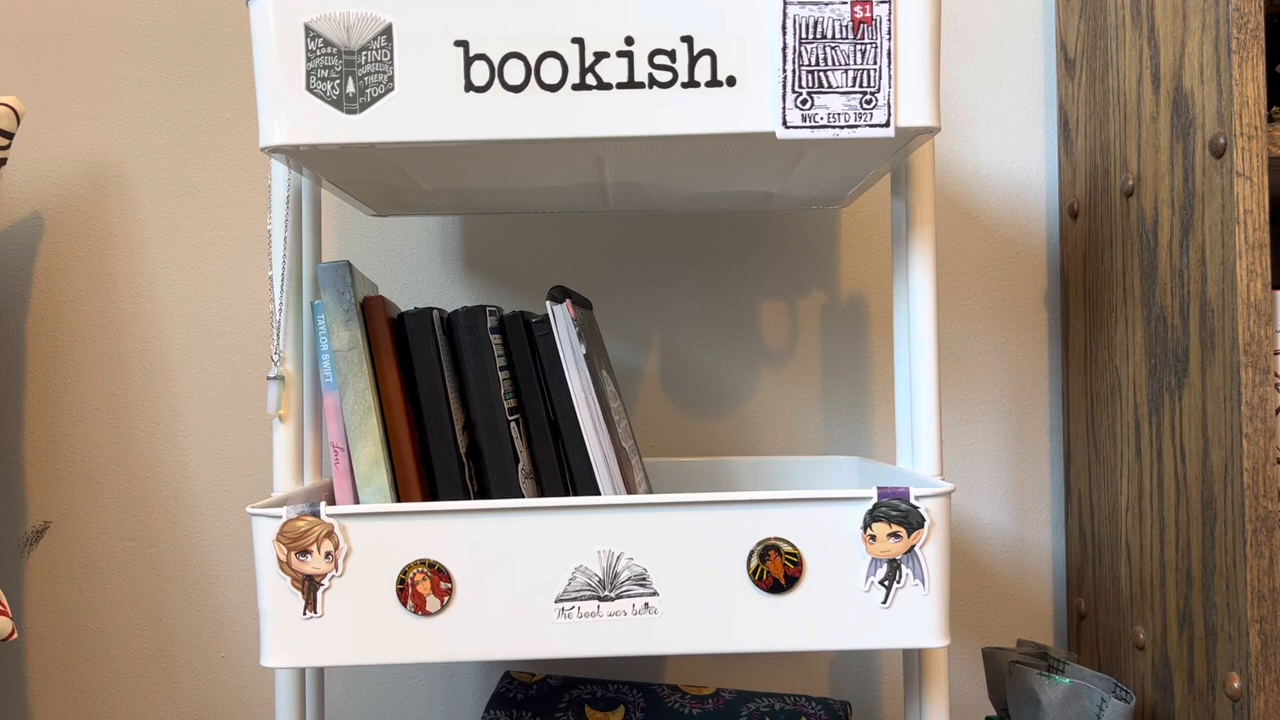 WE
LOSE
OURSELVES
IN
BOOKS
WE
FIND
OURSELVES
THERE
TOO
bookish.
$1
NYC • EST'D 1927
TAYLOR SWIFT
Lover
The book was better